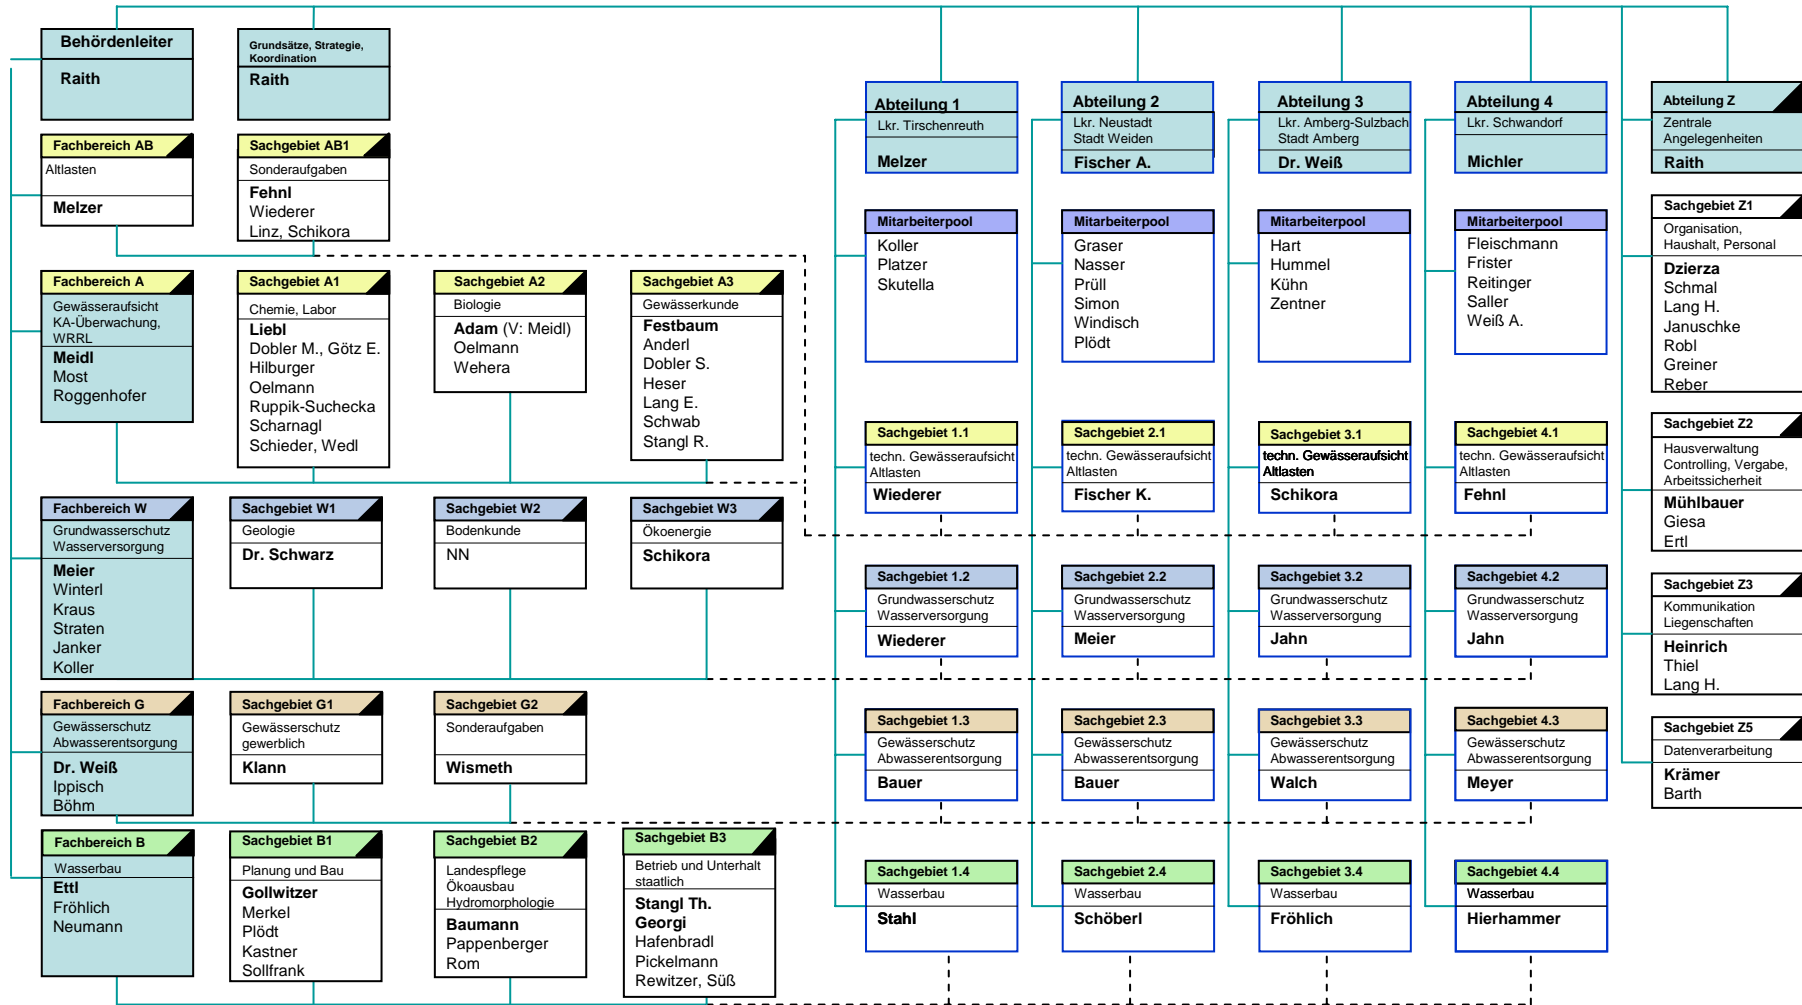 Behördenleiter
Raith
Grundsätze, Strategie,
Koordination
Raith
Fachbereich AB
Altlasten
Melzer
Sachgebiet AB1
Sonderaufgaben
Fehnl
Wiederer
Linz, Schikora
Fachbereich A
Gewässeraufsicht
KA-Überwachung,
WRRL
Meidl
Most
Roggenhofer
Sachgebiet A1
Chemie, Labor
Liebl
Dobler M., Götz E.
Hilburger
Oelmann
Ruppik-Suchecka
Scharnagl
Schieder, Wedl
Sachgebiet A2
Biologie
Adam (V: Meidl)
Oelmann
Wehera
Sachgebiet A3
Gewässerkunde
Festbaum
Anderl
Dobler S.
Heser
Lang E.
Schwab
Stangl R.
Fachbereich W
Grundwasserschutz
Wasserversorgung
Meier
Winterl
Kraus
Straten
Janker
Koller
Sachgebiet W1
Geologie
Dr. Schwarz
Sachgebiet W2
Bodenkunde
NN
Sachgebiet W3
Ökoenergie
Schikora
Fachbereich G
Gewässerschutz
Abwasserentsorgung
Dr. Weiß
Ippisch
Böhm
Sachgebiet G1
Gewässerschutz
gewerblich
Klann
Sachgebiet G2
Sonderaufgaben
Wismeth
Fachbereich B
Wasserbau
Ettl
Fröhlich
Neumann
Sachgebiet B1
Planung und Bau
Gollwitzer
Merkel
Plödt
Kastner
Sollfrank
Sachgebiet B2
Landespflege
Ökoausbau
Hydromorphologie
Baumann
Pappenberger
Rom
Sachgebiet B3
Betrieb und Unterhalt
staatlich
Stangl Th.
Georgi
Hafenbradl
Pickelmann
Rewitzer, Süß
Abteilung 1
Lkr. Tirschenreuth
Melzer
Mitarbeiterpool
Koller
Platzer
Skutella
Sachgebiet 1.1
techn. Gewässeraufsicht
Altlasten
Wiederer
Sachgebiet 1.2
Grundwasserschutz
Wasserversorgung
Wiederer
Sachgebiet 1.3
Gewässerschutz
Abwasserentsorgung
Bauer
Sachgebiet 1.4
Wasserbau
Stahl
Abteilung 2
Lkr. Neustadt
Stadt Weiden
Fischer A.
Mitarbeiterpool
Graser
Nasser
Prüll
Simon
Windisch
Plödt
Sachgebiet 2.1
techn. Gewässeraufsicht
Altlasten
Fischer K.
Sachgebiet 2.2
Grundwasserschutz
Wasserversorgung
Meier
Sachgebiet 2.3
Gewässerschutz
Abwasserentsorgung
Bauer
Sachgebiet 2.4
Wasserbau
Schöberl
Abteilung 3
Lkr. Amberg-Sulzbach
Stadt Amberg
Dr. Weiß
Mitarbeiterpool
Hart
Hummel
Kühn
Zentner
Sachgebiet 3.1
techn. Gewässeraufsicht
Altlasten
Schikora
Sachgebiet 3.2
Grundwasserschutz
Wasserversorgung
Jahn
Sachgebiet 3.3
Gewässerschutz
Abwasserentsorgung
Walch
Sachgebiet 3.4
Wasserbau
Fröhlich
Abteilung 4
Lkr. Schwandorf
Michler
Mitarbeiterpool
Fleischmann
Frister
Reitinger
Saller
Weiß A.
Sachgebiet 4.1
techn. Gewässeraufsicht
Altlasten
Fehnl
Sachgebiet 4.2
Grundwasserschutz
Wasserversorgung
Jahn
Sachgebiet 4.3
Gewässerschutz
Abwasserentsorgung
Meyer
Sachgebiet 4.4
Wasserbau
Hierhammer
Abteilung Z
Zentrale
Angelegenheiten
Raith
Sachgebiet Z1
Organisation,
Haushalt, Personal
Dzierza
Schmal
Lang H.
Januschke
Robl
Greiner
Reber
Sachgebiet Z2
Hausverwaltung
Controlling, Vergabe,
Arbeitssicherheit
Mühlbauer
Giesa
Ertl
Sachgebiet Z3
Kommunikation
Liegenschaften
Heinrich
Thiel
Lang H.
Sachgebiet Z5
Datenverarbeitung
Krämer
Barth